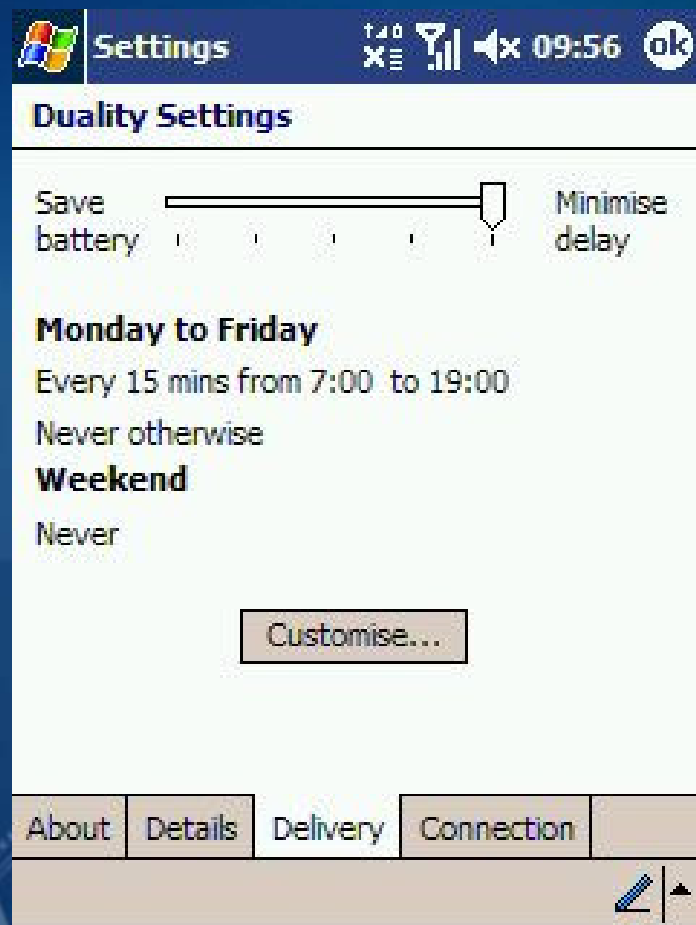 Settings 09:56 ok
Duality Settings
Save battery
Minimise delay
Monday to Friday
Every 15 mins from 7:00 to 19:00
Never otherwise
Weekend
Never
Customise...
About Details Delivery Connection